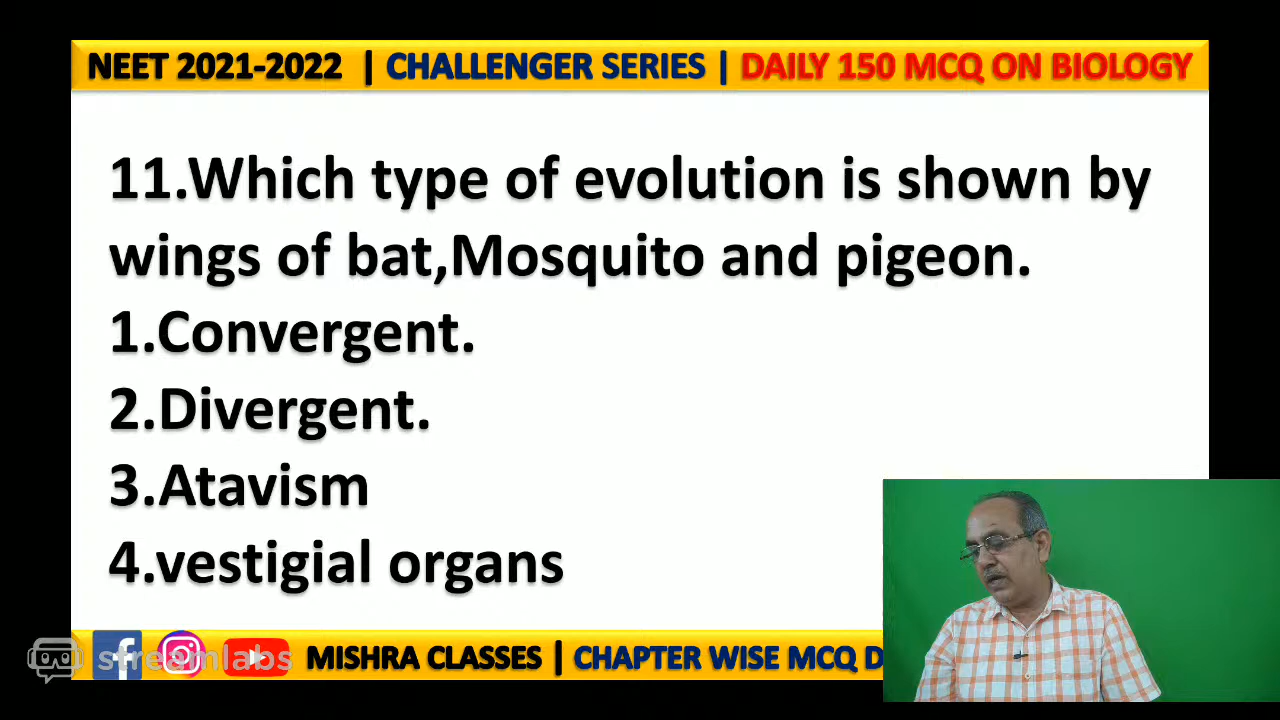 NEET 2021-2022 | CHALLENGER SERIES | DAILY 150 MCQ ON BIOLOGY
11.Which type of evolution is shown by
wings of bat,Mosquito and pigeon.
1.Convergent.
2.Divergent.
3.Atavism
4.vestigial organs
streamlabs MISHRA CLASSES | CHAPTER WISE MCQ D